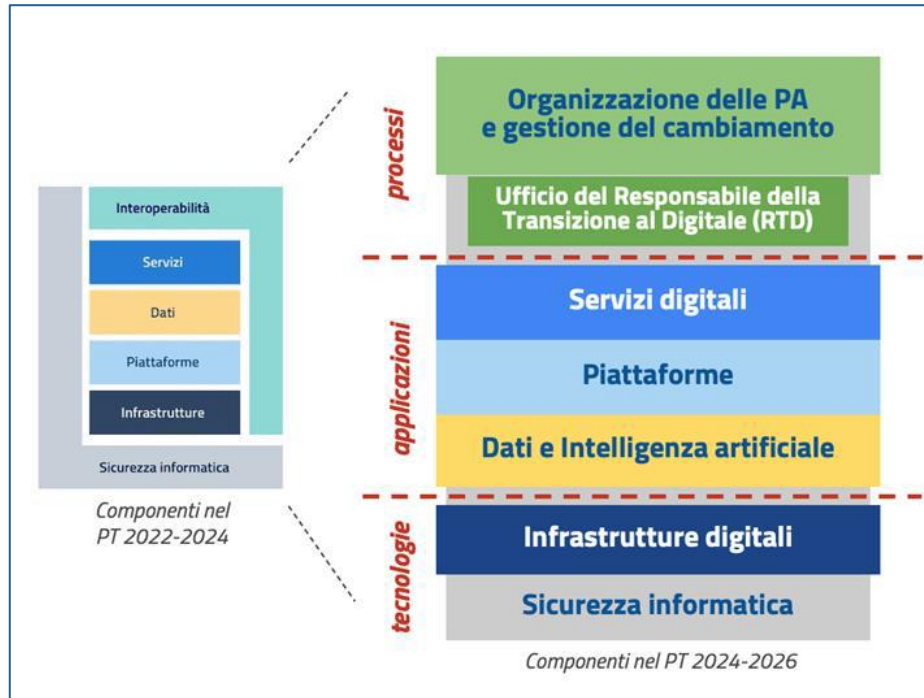 Interoperabilità
Servizi
Dati
Piattaforme
Infrastrutture
Sicurezza informatica
Componenti nel
PT 2022-2024
processi
Organizzazione delle PA
e gestione del cambiamento
Ufficio del Responsabile della
Transizione al Digitale (RTD)
applicazioni
Servizi digitali
Piattaforme
Dati e Intelligenza artificiale
tecnologie
Infrastrutture digitali
Sicurezza informatica
Componenti nel PT 2024-2026